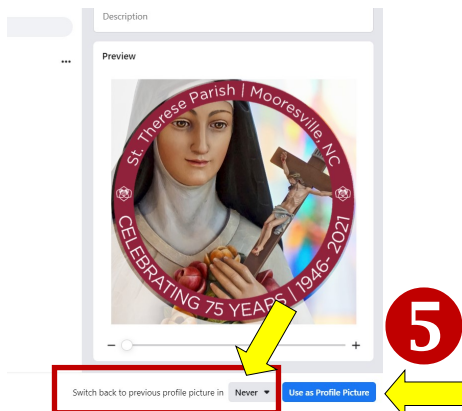 Description
...
Preview
St. Therese Parish | Mooresville, NC
CELEBRATING 75 YEARS | 1946- 2021
- +
5
Switch back to previous profile picture in Never Use as Profile Picture